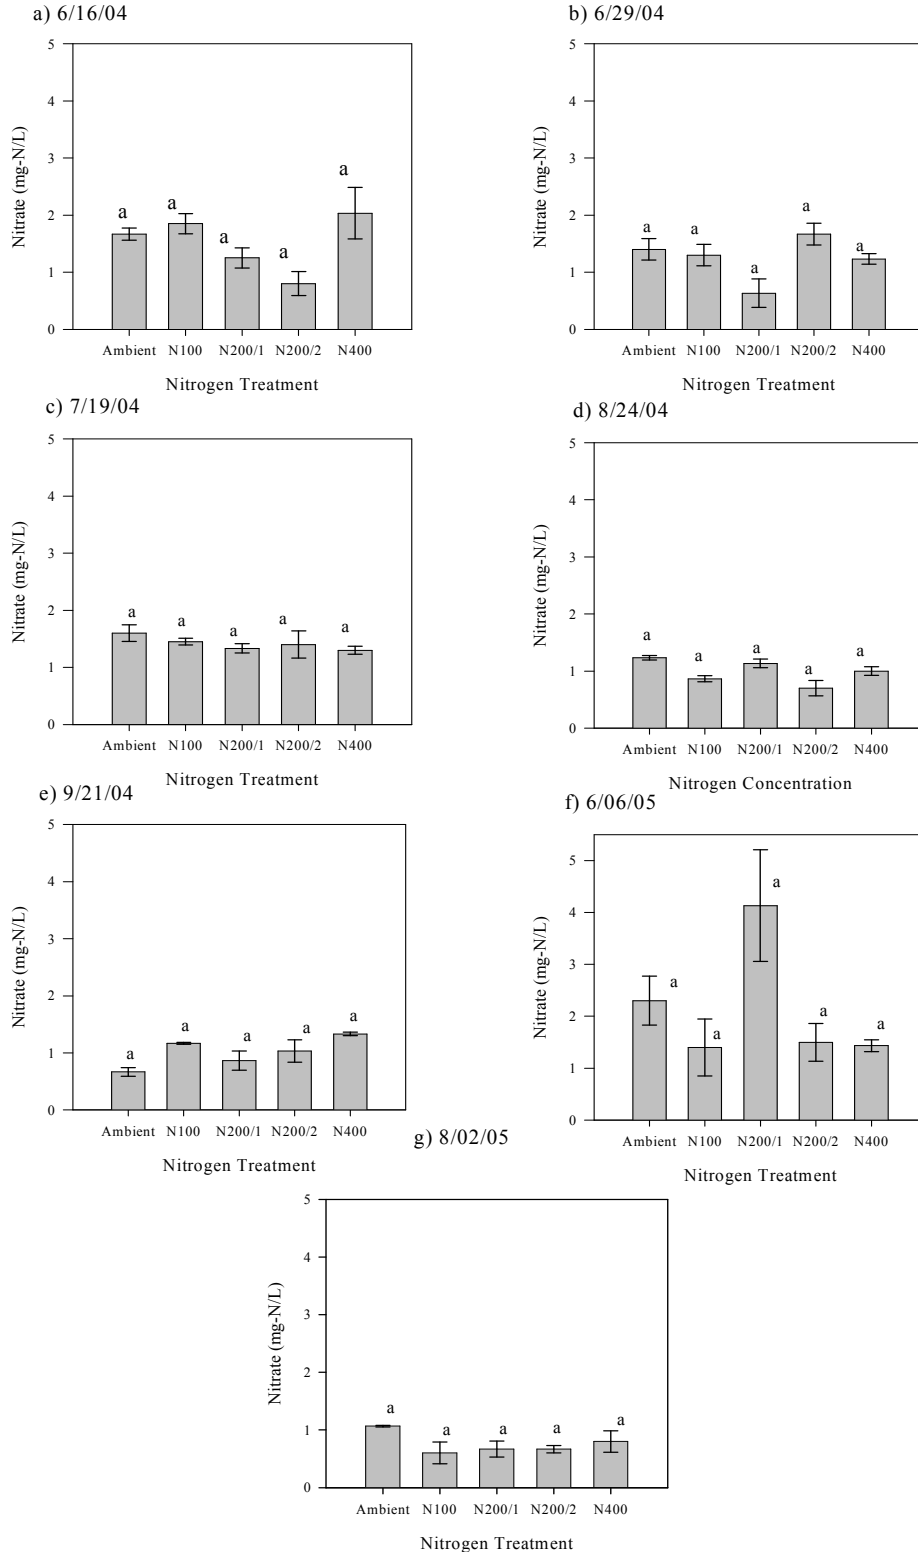 a) 6/16/04
5
4
3
2
1
0
Nitrate (mg-N/L)
a
a
a
a
a
Ambient N100 N200/1 N200/2 N400
Nitrogen Treatment
b) 6/29/04
5
4
3
2
1
0
Nitrate (mg-N/L)
a
a
a
a
a
Ambient N100 N200/1 N200/2 N400
Nitrogen Treatment
c) 7/19/04
5
4
3
2
1
0
Nitrate (mg-N/L)
a
a
a
a
a
Ambient N100 N200/1 N200/2 N400
Nitrogen Treatment
d) 8/24/04
5
4
3
2
1
0
Nitrate (mg-N/L)
a
a
a
a
a
Ambient N100 N200/1 N200/2 N400
Nitrogen Concentration
e) 9/21/04
5
4
3
2
1
0
Nitrate (mg-N/L)
a
a
a
a
a
Ambient N100 N200/1 N200/2 N400
Nitrogen Treatment
f) 6/06/05
5
4
3
2
1
0
Nitrate (mg-N/L)
a
a
a
a
a
Ambient N100 N200/1 N200/2 N400
Nitrogen Treatment
g) 8/02/05
5
4
3
2
1
0
Nitrate (mg-N/L)
a
a
a
a
a
Ambient N100 N200/1 N200/2 N400
Nitrogen Treatment